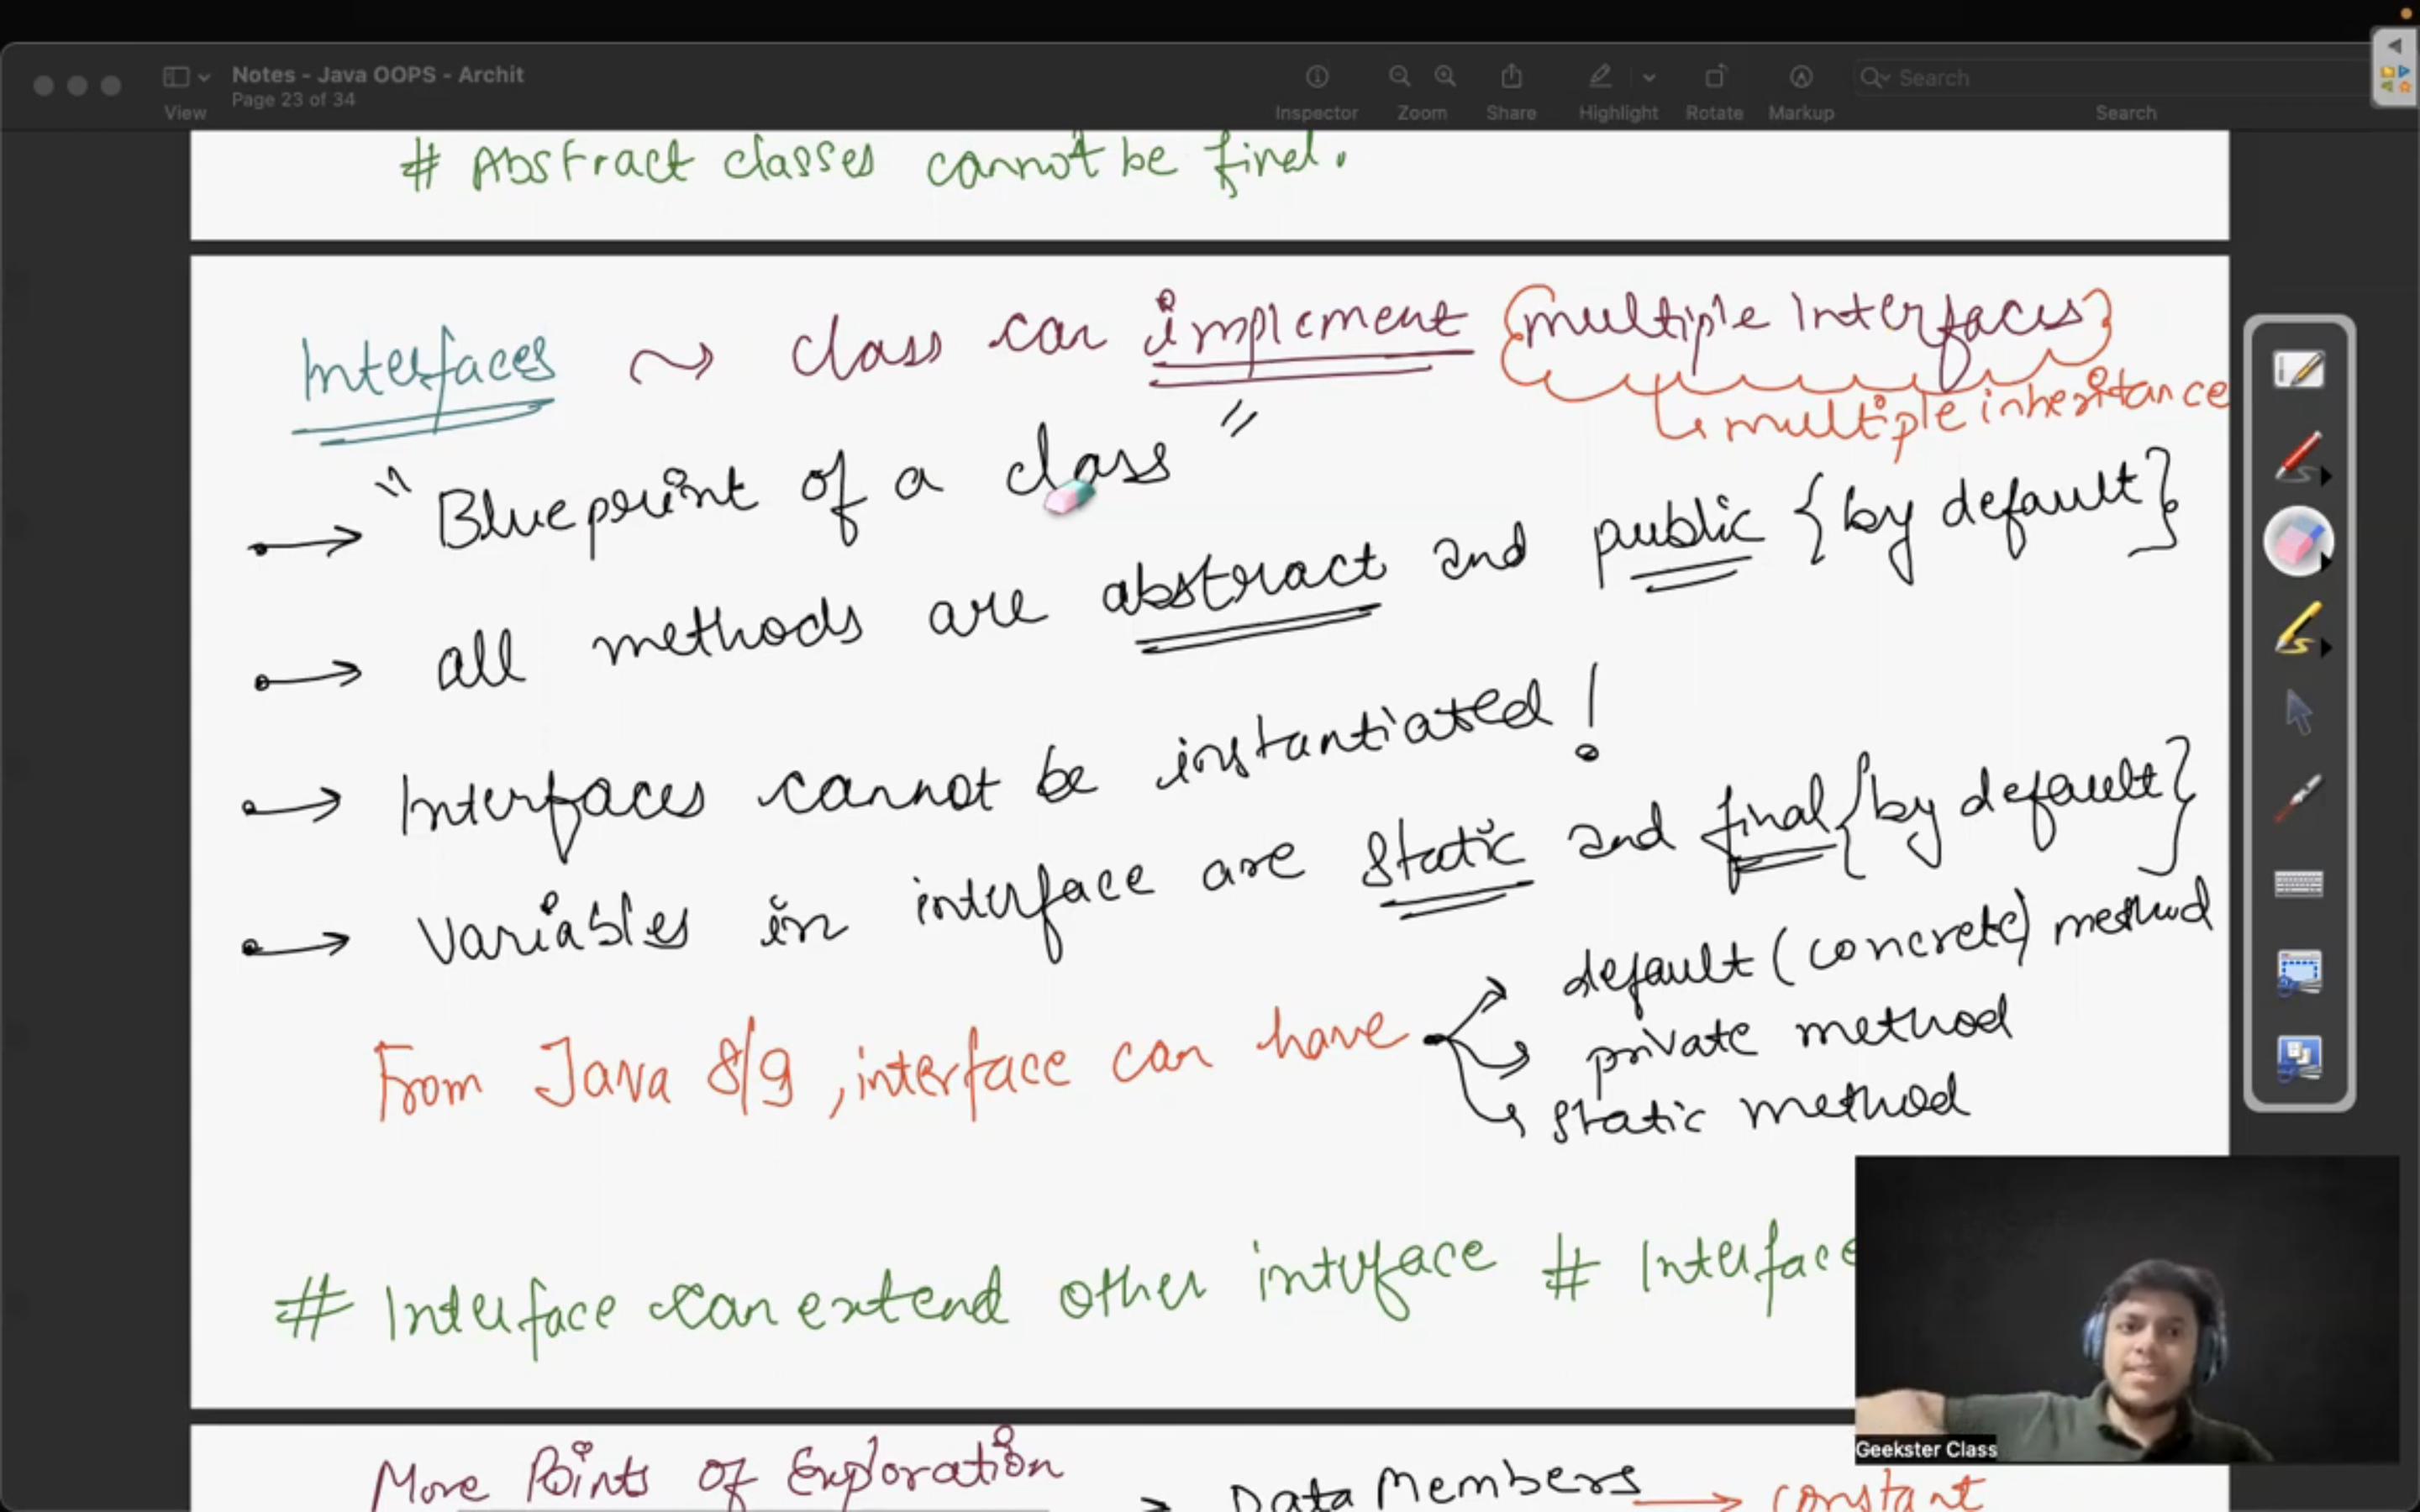 Notes - Java OOPS - Archit
Page 23 of 34
View
Inspector
Zoom
Share
Highlight
Rotate
Markup
Search
Search
# Abstract classes cannot be final.
Interfaces ~> class can implement {multiple Interfaces}
↳ multiple inheritance
→ "Blueprint of a class"
→ all methods are abstract and public {by default}
→ Interfaces cannot be instantiated!
→ Variables in interface are static and final {by default}
From Java 8/9, interface can have
→ default (concrete) method
→ private method
→ static method
# Interface can extend other interface # Interface
More Points Of Exploration
→ Data Members → constant
Geekster Class